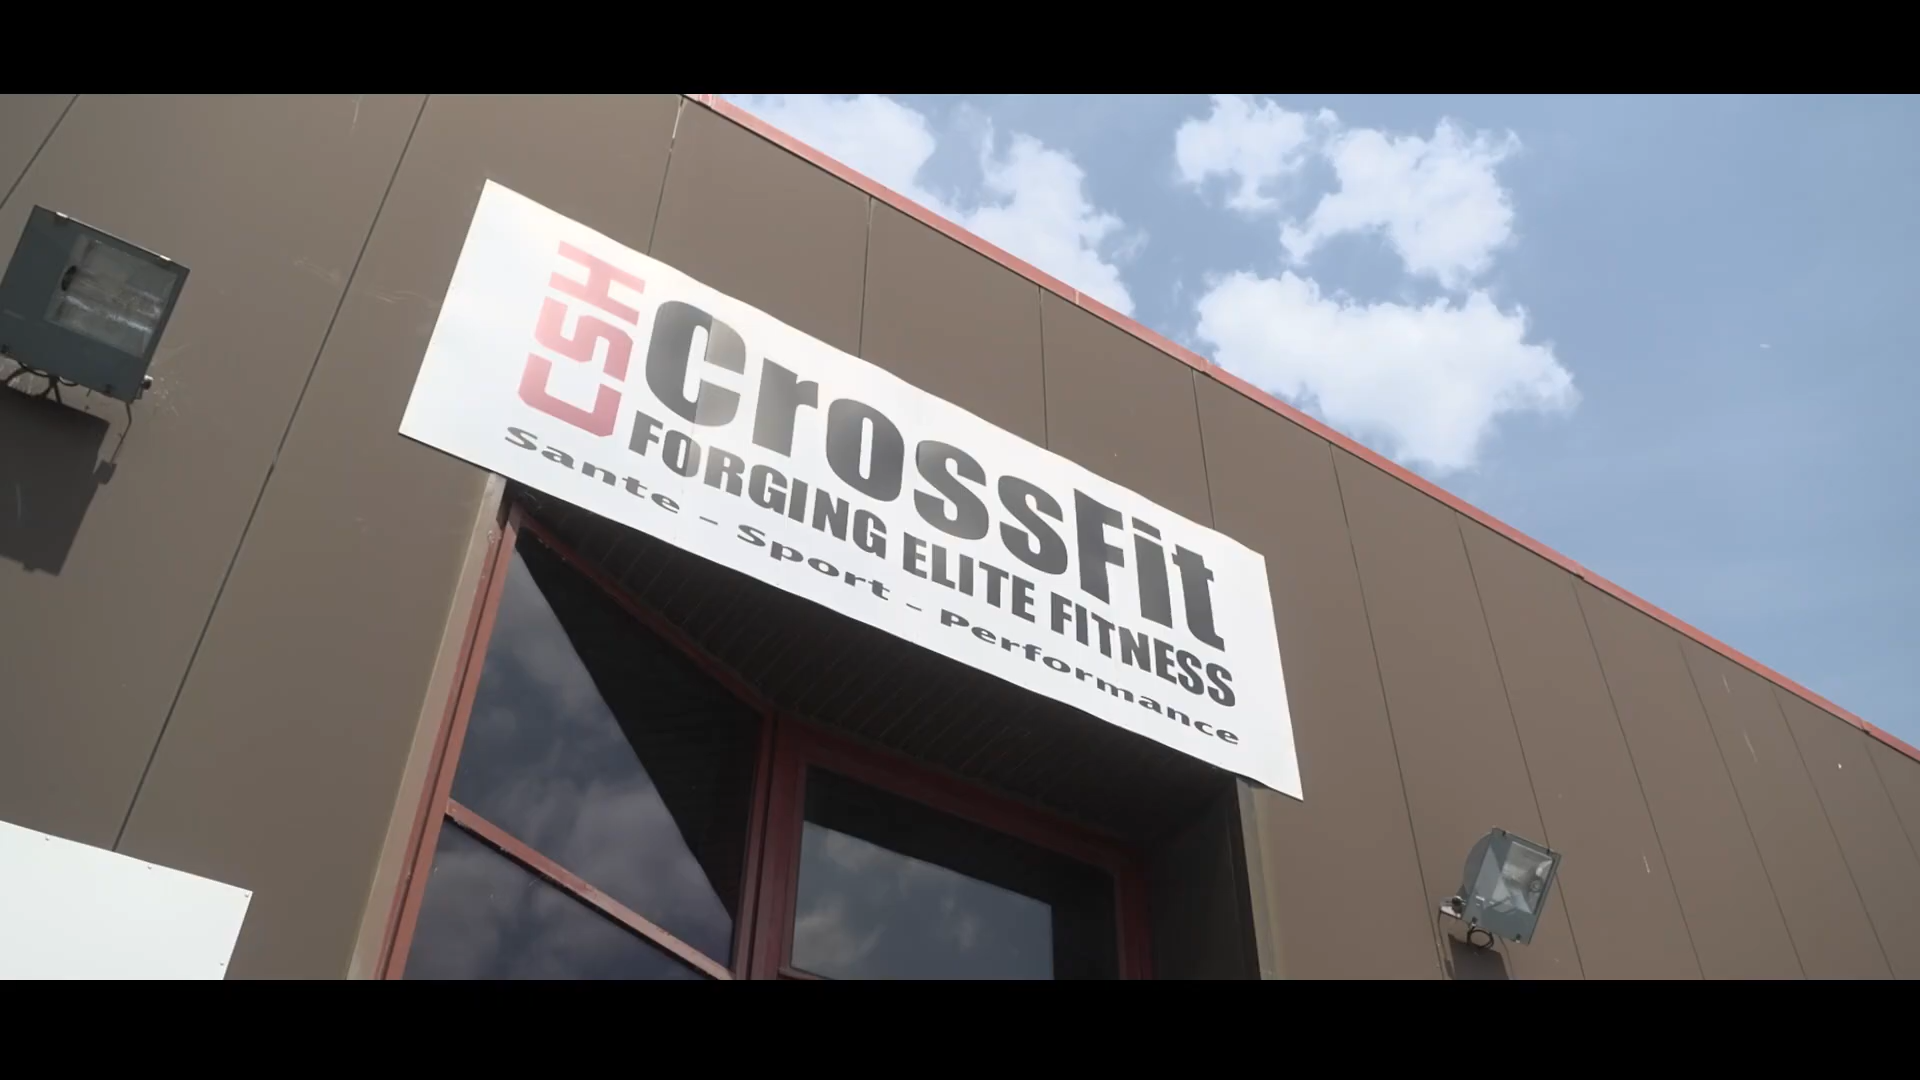 CSH
CrossFit
FORGING ELITE FITNESS
Sante - Sport - Performance